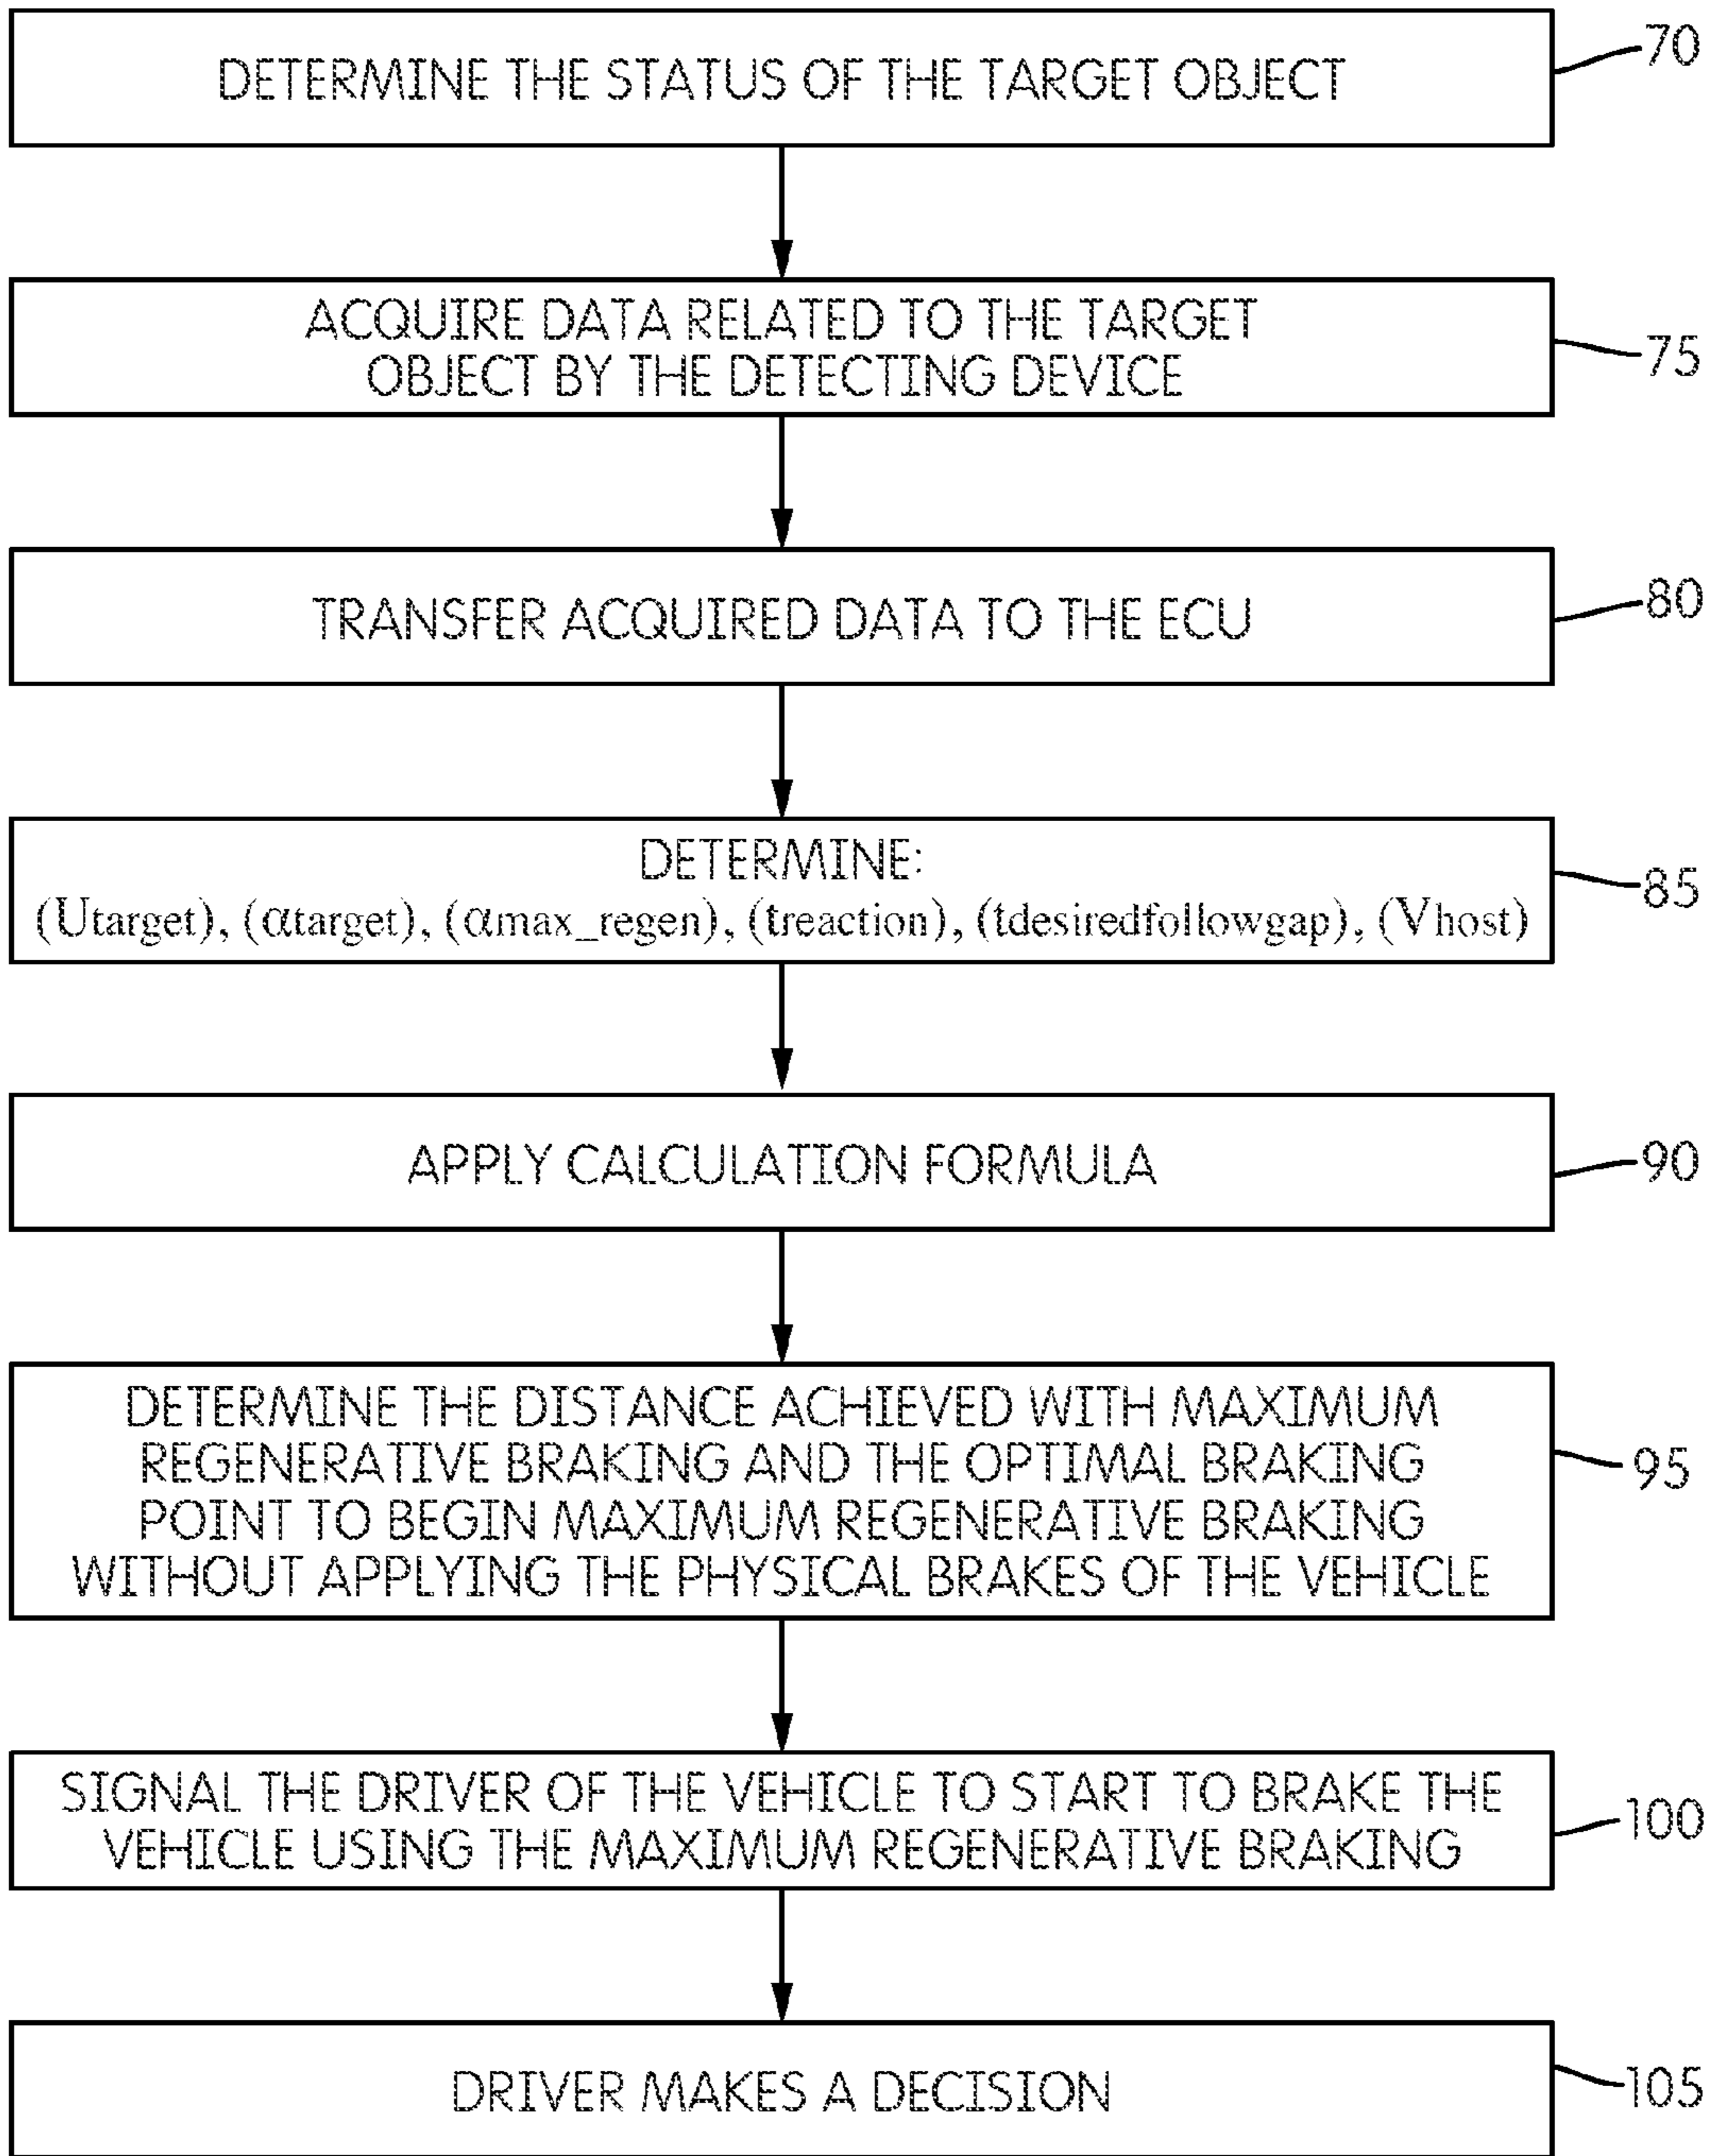 DETERMINE THE STATUS OF THE TARGET OBJECT
70
ACQUIRE DATA RELATED TO THE TARGET
OBJECT BY THE DETECTING DEVICE
75
TRANSFER ACQUIRED DATA TO THE ECU
80
DETERMINE:
(Utarget), (αtarget), (αmax_regen), (treaction), (tdesiredfollowgap), (Vhost)
85
APPLY CALCULATION FORMULA
90
DETERMINE THE DISTANCE ACHIEVED WITH MAXIMUM
REGENERATIVE BRAKING AND THE OPTIMAL BRAKING
POINT TO BEGIN MAXIMUM REGENERATIVE BRAKING
WITHOUT APPLYING THE PHYSICAL BRAKES OF THE VEHICLE
95
SIGNAL THE DRIVER OF THE VEHICLE TO START TO BRAKE THE
VEHICLE USING THE MAXIMUM REGENERATIVE BRAKING
100
DRIVER MAKES A DECISION
105